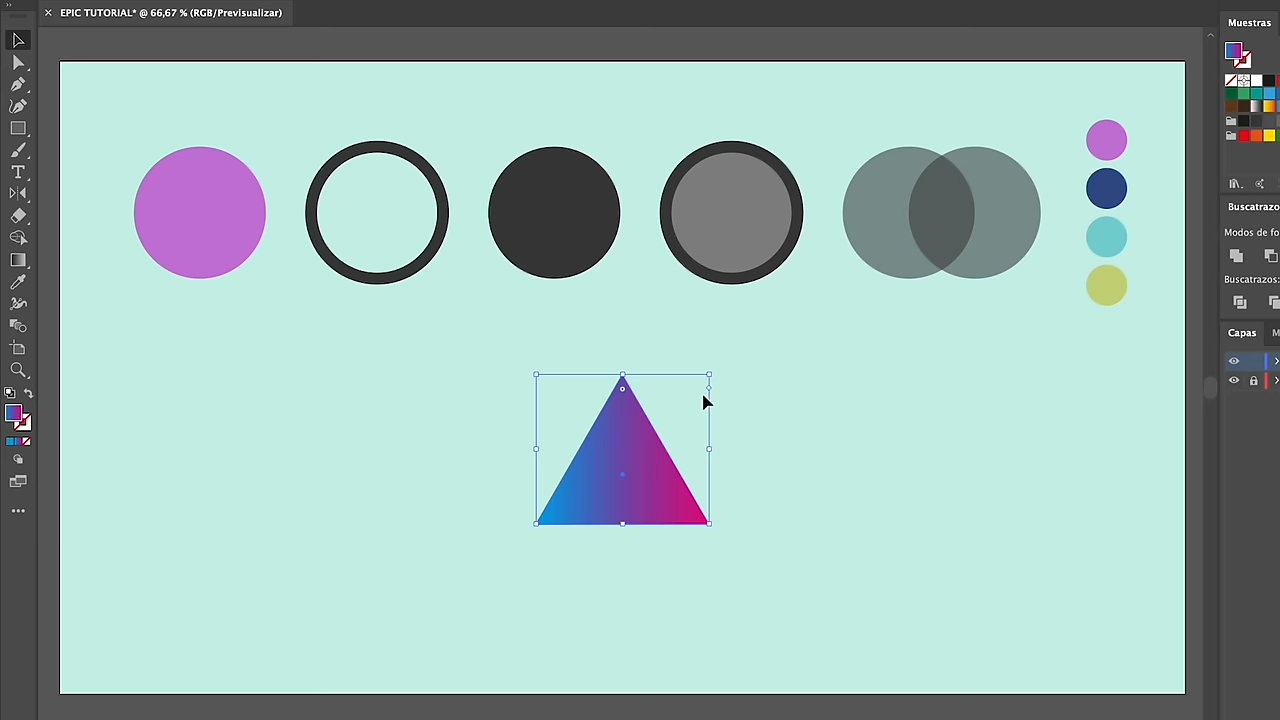 EPIC TUTORIAL* @ 66,67 % (RGB/Previsualizar)
Muestras
Buscatrazo
Modos de fo
Buscatrazos:
Capas
M